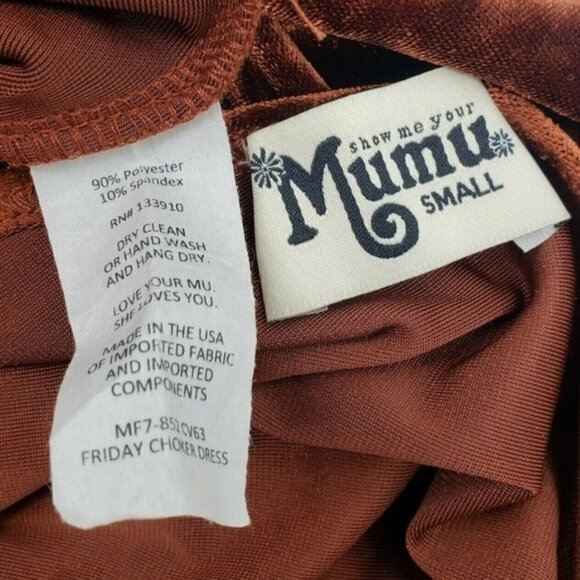 90% Polyester
10% Spandex
RN# 133910
DRY CLEAN
OR HAND WASH
AND HANG DRY.
LOVE YOUR MU.
SHE LOVES YOU.
MADE IN THE USA
OF IMPORTED FABRIC
AND IMPORTED
COMPONENTS
MF7-852CV63
FRIDAY CHOKER DRESS
show me your
Mumu
SMALL